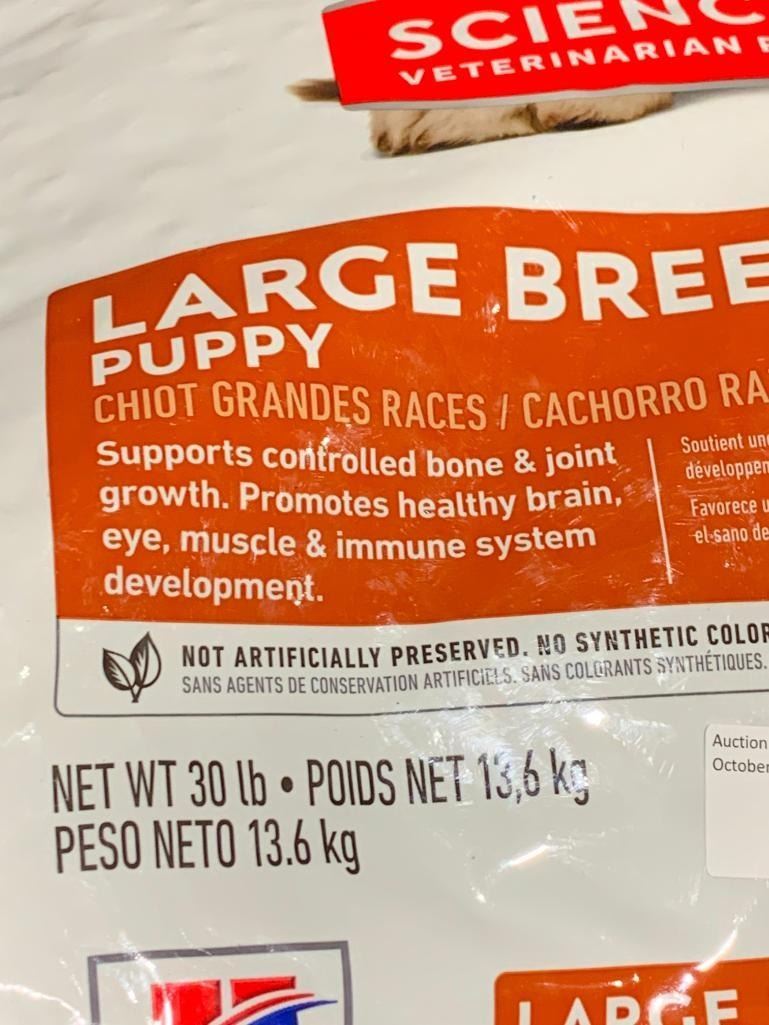 SCIENC
VETERINARIAN
LARGE BREE
PUPPY
CHIOT GRANDES RACES / CACHORRO RA
Supports controlled bone & joint
growth. Promotes healthy brain,
eye, muscle & immune system
development.
Soutient une
développem
Favorece u
el sano de
NOT ARTIFICIALLY PRESERVED. NO SYNTHETIC COLOR
SANS AGENTS DE CONSERVATION ARTIFICIELS. SANS COLORANTS SYNTHÉTIQUES.
NET WT 30 lb • POIDS NET 13,6 kg
PESO NETO 13.6 kg
Auction
October
LARGE